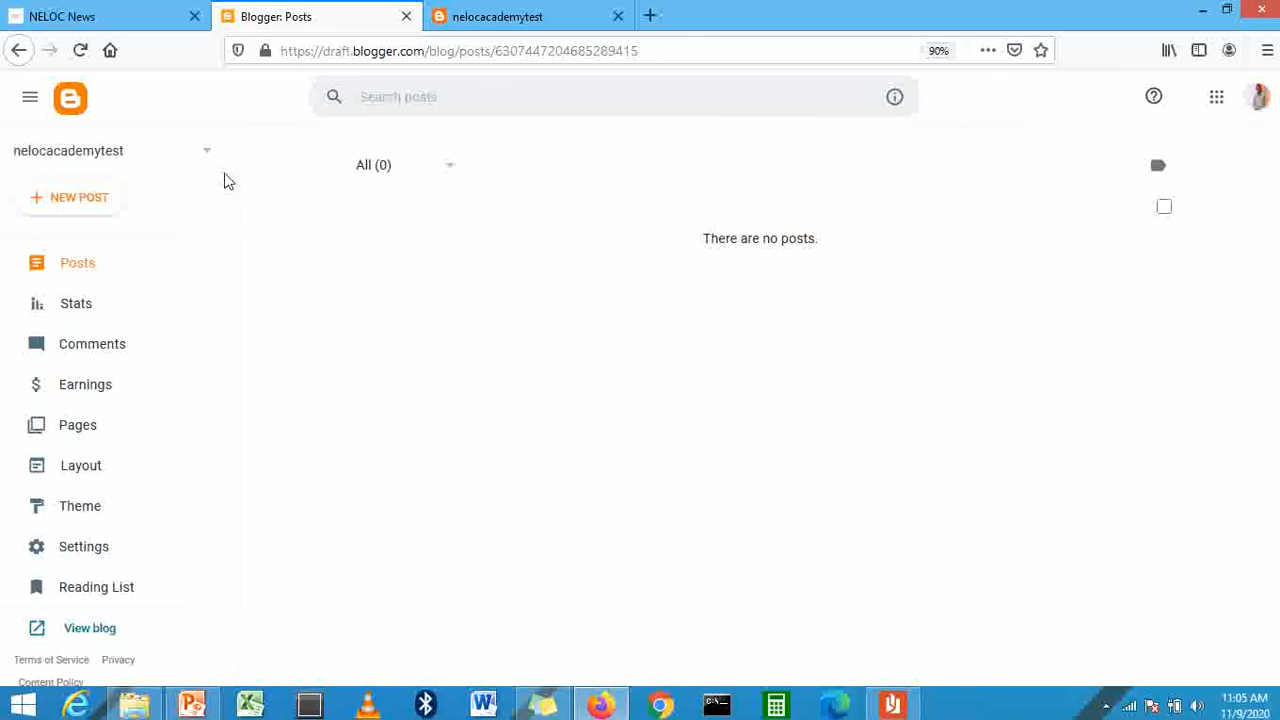 NELOC News
Blogger: Posts
nelocacademytest
https://draft.blogger.com/blog/posts/6307447204685289415
90%
Search posts
nelocacademytest
All (0)
NEW POST
There are no posts.
Posts
Stats
Comments
Earnings
Pages
Layout
Theme
Settings
Reading List
View blog
Terms of Service Privacy
Content Policy
11:05 AM
11/9/2020